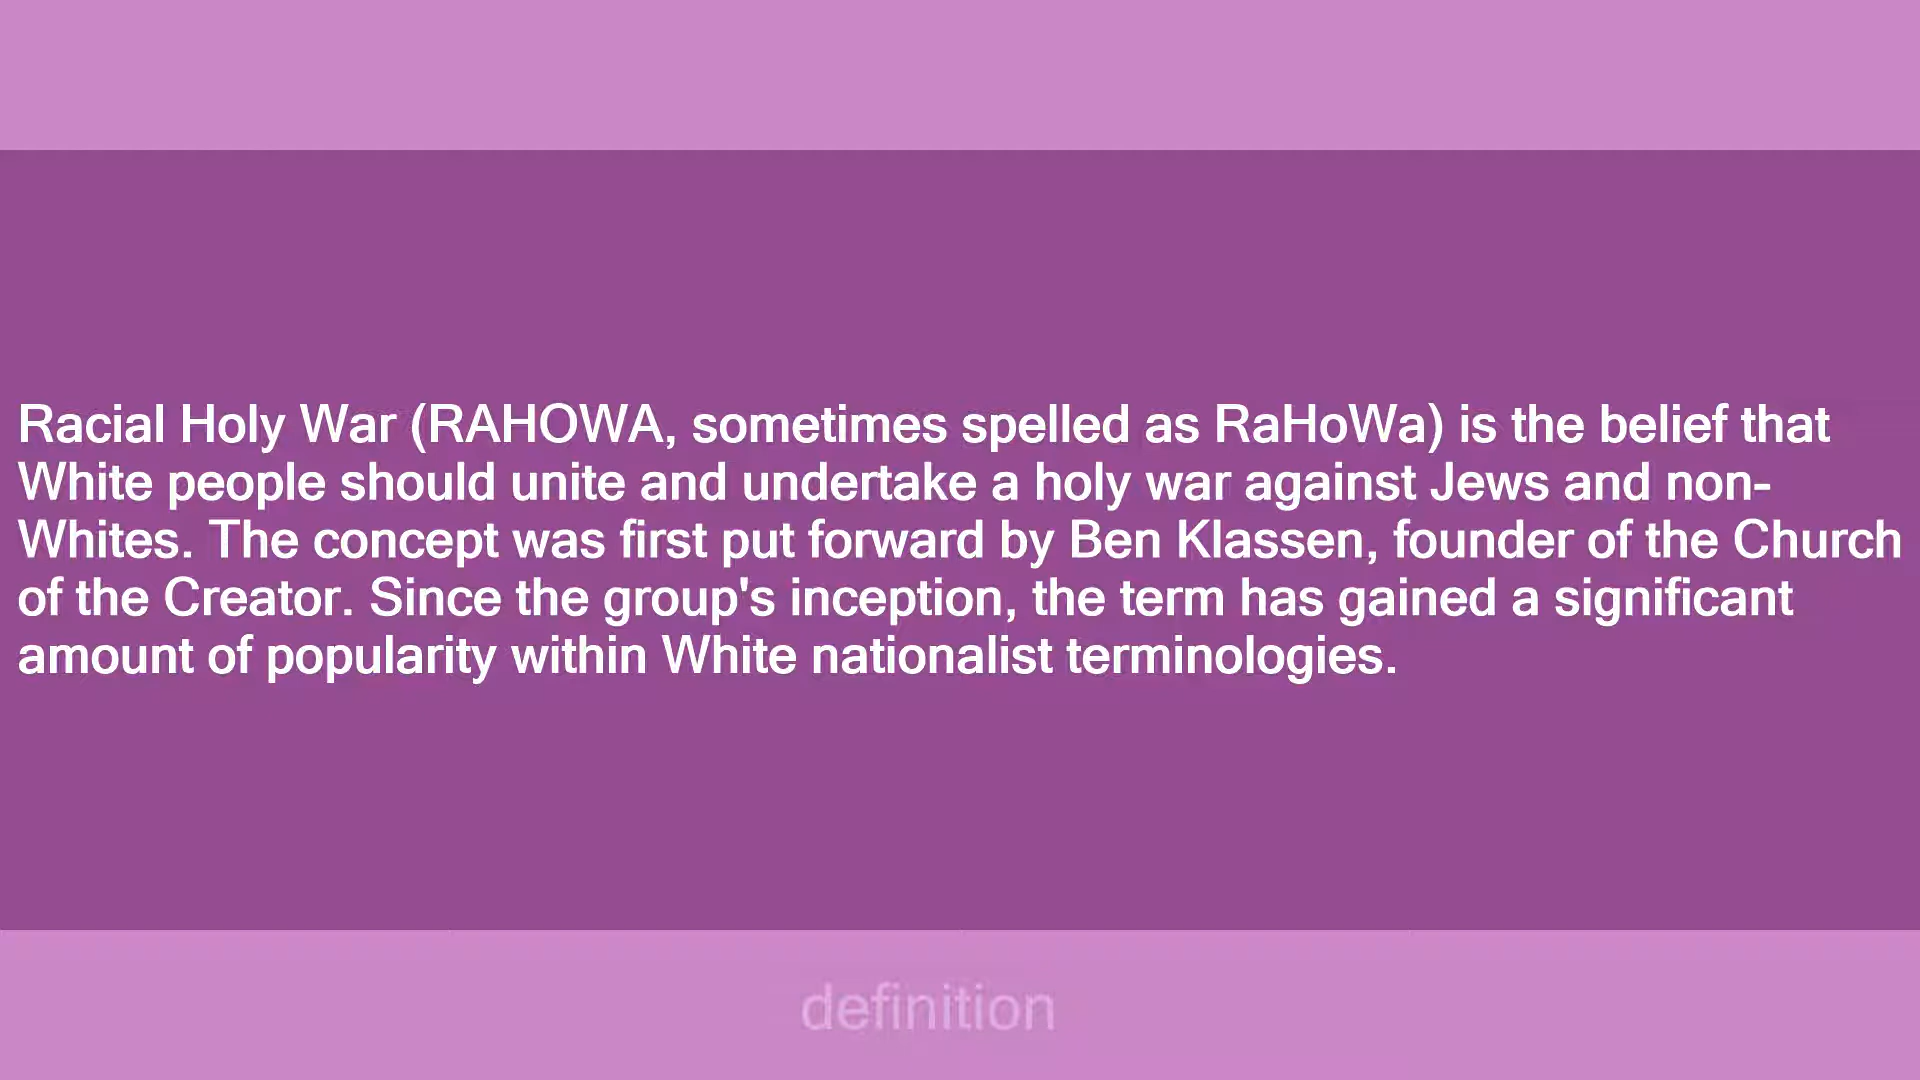 Racial Holy War (RAHOWA, sometimes spelled as RaHoWa) is the belief that
White people should unite and undertake a holy war against Jews and non-
Whites. The concept was first put forward by Ben Klassen, founder of the Church
of the Creator. Since the group's inception, the term has gained a significant
amount of popularity within White nationalist terminologies.
definition